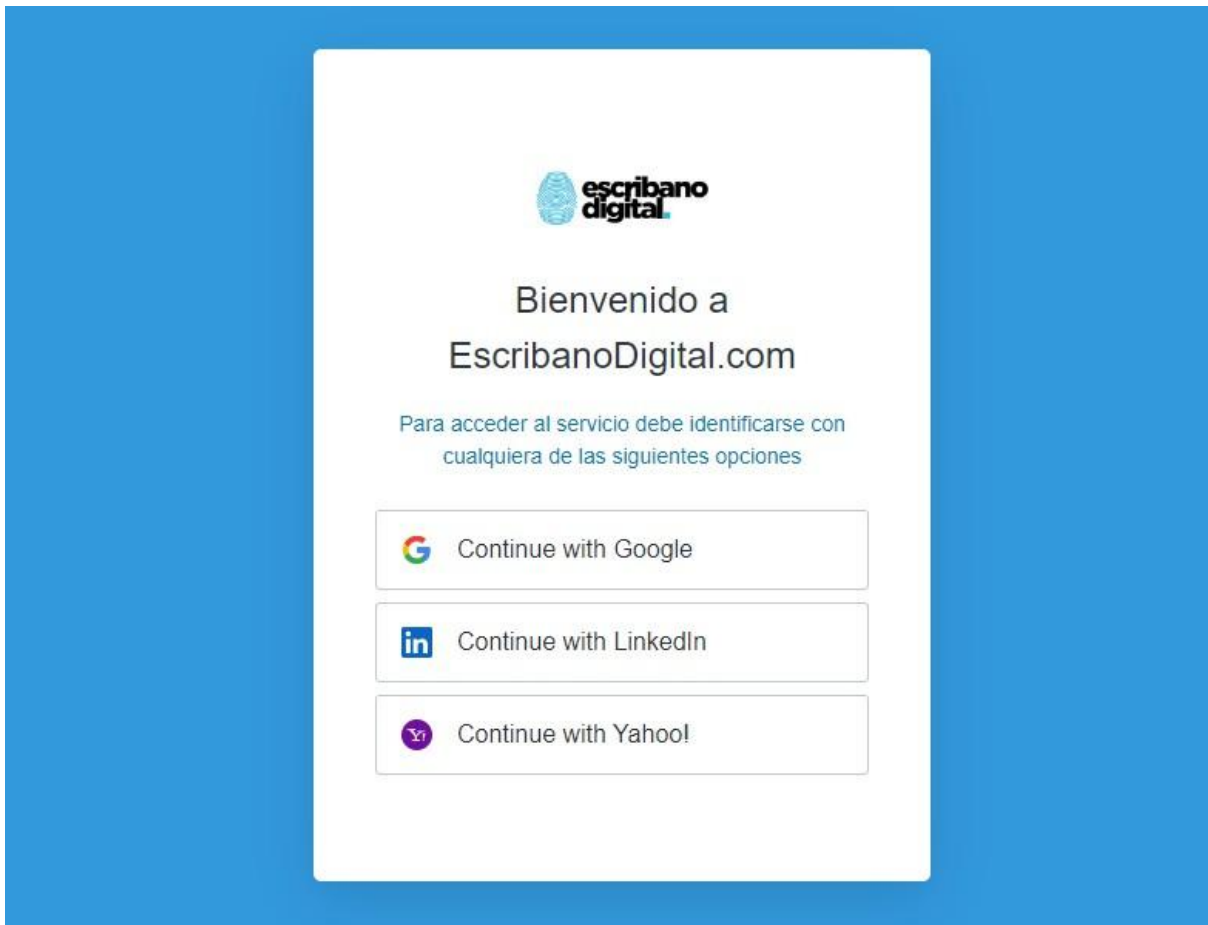 escribano
digital.
Bienvenido a
EscribanoDigital.com
Para acceder al servicio debe identificarse con
cualquiera de las siguientes opciones
Continue with Google
in Continue with LinkedIn
Y! Continue with Yahoo!